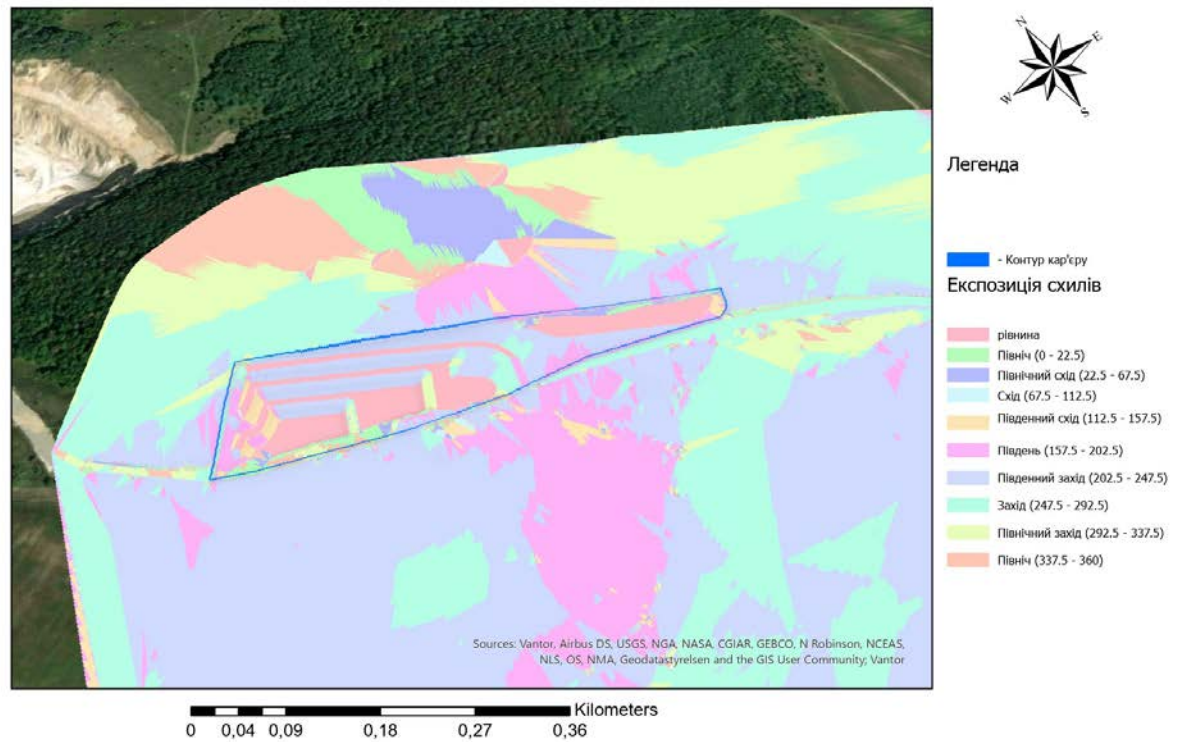 N
E
W
S
Легенда
- Контур кар'єру
Експозиція схилів
рівнина
Північ (0 - 22.5)
Північний схід (22.5 - 67.5)
Схід (67.5 - 112.5)
Південний схід (112.5 - 157.5)
Південь (157.5 - 202.5)
Південний захід (202.5 - 247.5)
Захід (247.5 - 292.5)
Північний захід (292.5 - 337.5)
Північ (337.5 - 360)
Sources: Vantor, Airbus DS, USGS, NGA, NASA, CGIAR, GEBCO, N Robinson, NCEAS,
NLS, OS, NMA, Geodatastyrelsen and the GIS User Community; Vantor
Kilometers
0 0,04 0,09 0,18 0,27 0,36